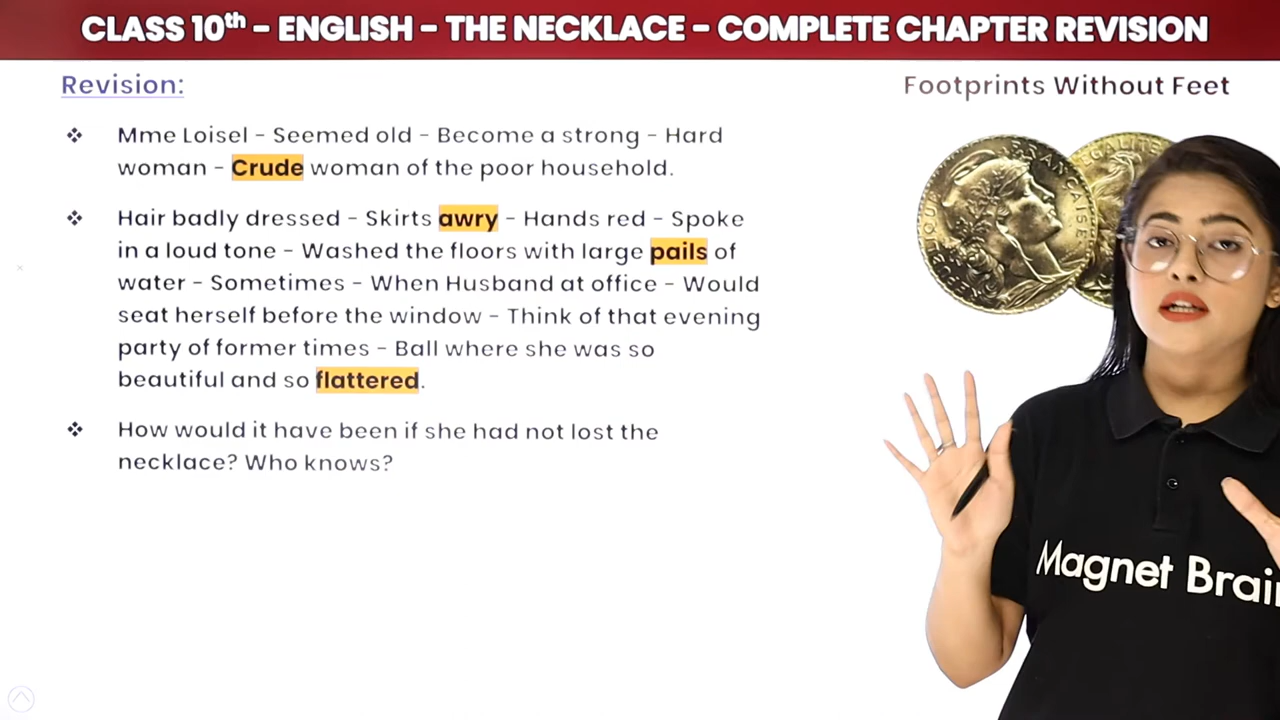 CLASS 10th – ENGLISH – THE NECKLACE – COMPLETE CHAPTER REVISION
Revision:
Footprints Without Feet
❖ Mme Loisel – Seemed old – Become a strong – Hard
woman – Crude woman of the poor household.
❖ Hair badly dressed – Skirts awry – Hands red – Spoke
in a loud tone – Washed the floors with large pails of
water – Sometimes – When Husband at office – Would
seat herself before the window – Think of that evening
party of former times – Ball where she was so
beautiful and so flattered.
❖ How would it have been if she had not lost the
necklace? Who knows?
Magnet Brai